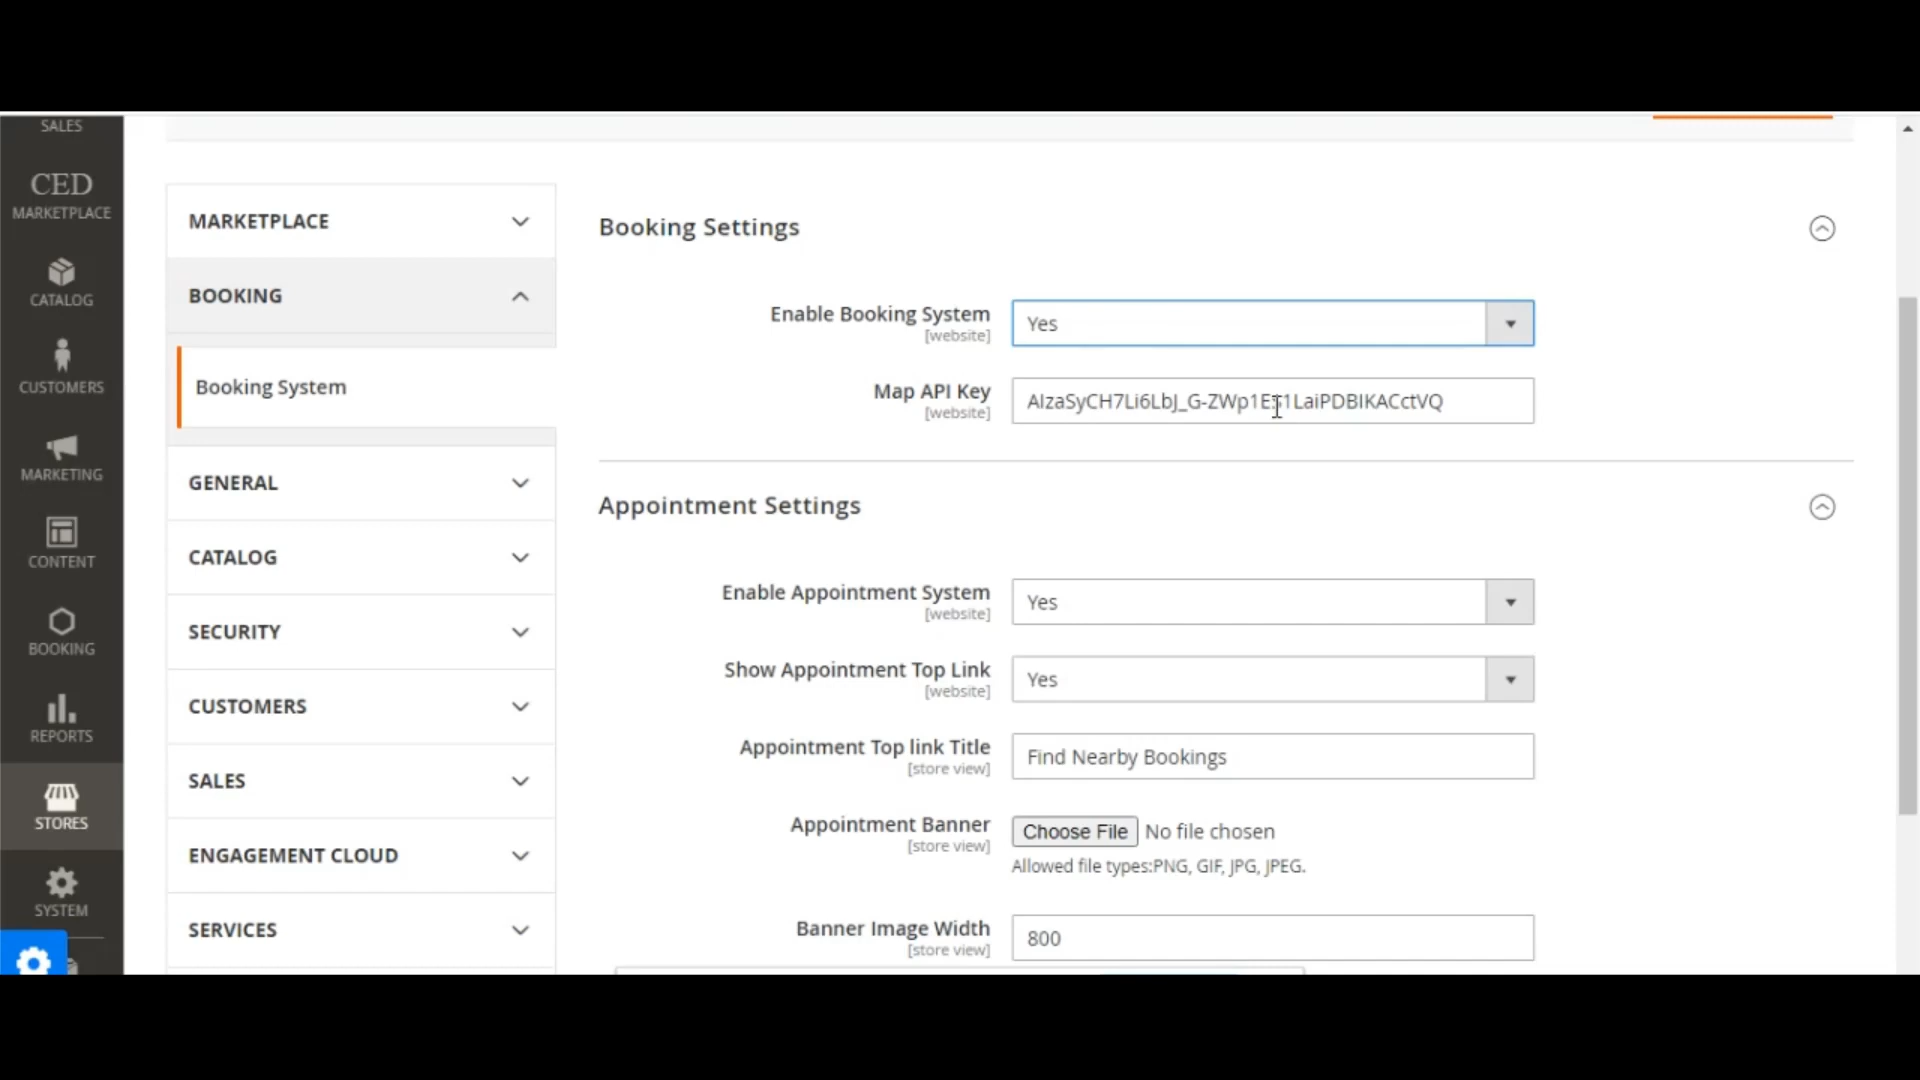 SALES
CED
MARKETPLACE
CATALOG
CUSTOMERS
MARKETING
CONTENT
BOOKING
REPORTS
STORES
SYSTEM
MARKETPLACE
BOOKING
Booking System
GENERAL
CATALOG
SECURITY
CUSTOMERS
SALES
ENGAGEMENT CLOUD
SERVICES
Booking Settings
Enable Booking System Yes
[website]
Map API Key
[website]
Appointment Settings
Enable Appointment System Yes
[website]
Show Appointment Top Link Yes
[website]
Appointment Top link Title Find Nearby Bookings
[store view]
Appointment Banner Choose File No file chosen
[store view]
Allowed file types:PNG, GIF, JPG, JPEG.
Banner Image Width 800
[store view]